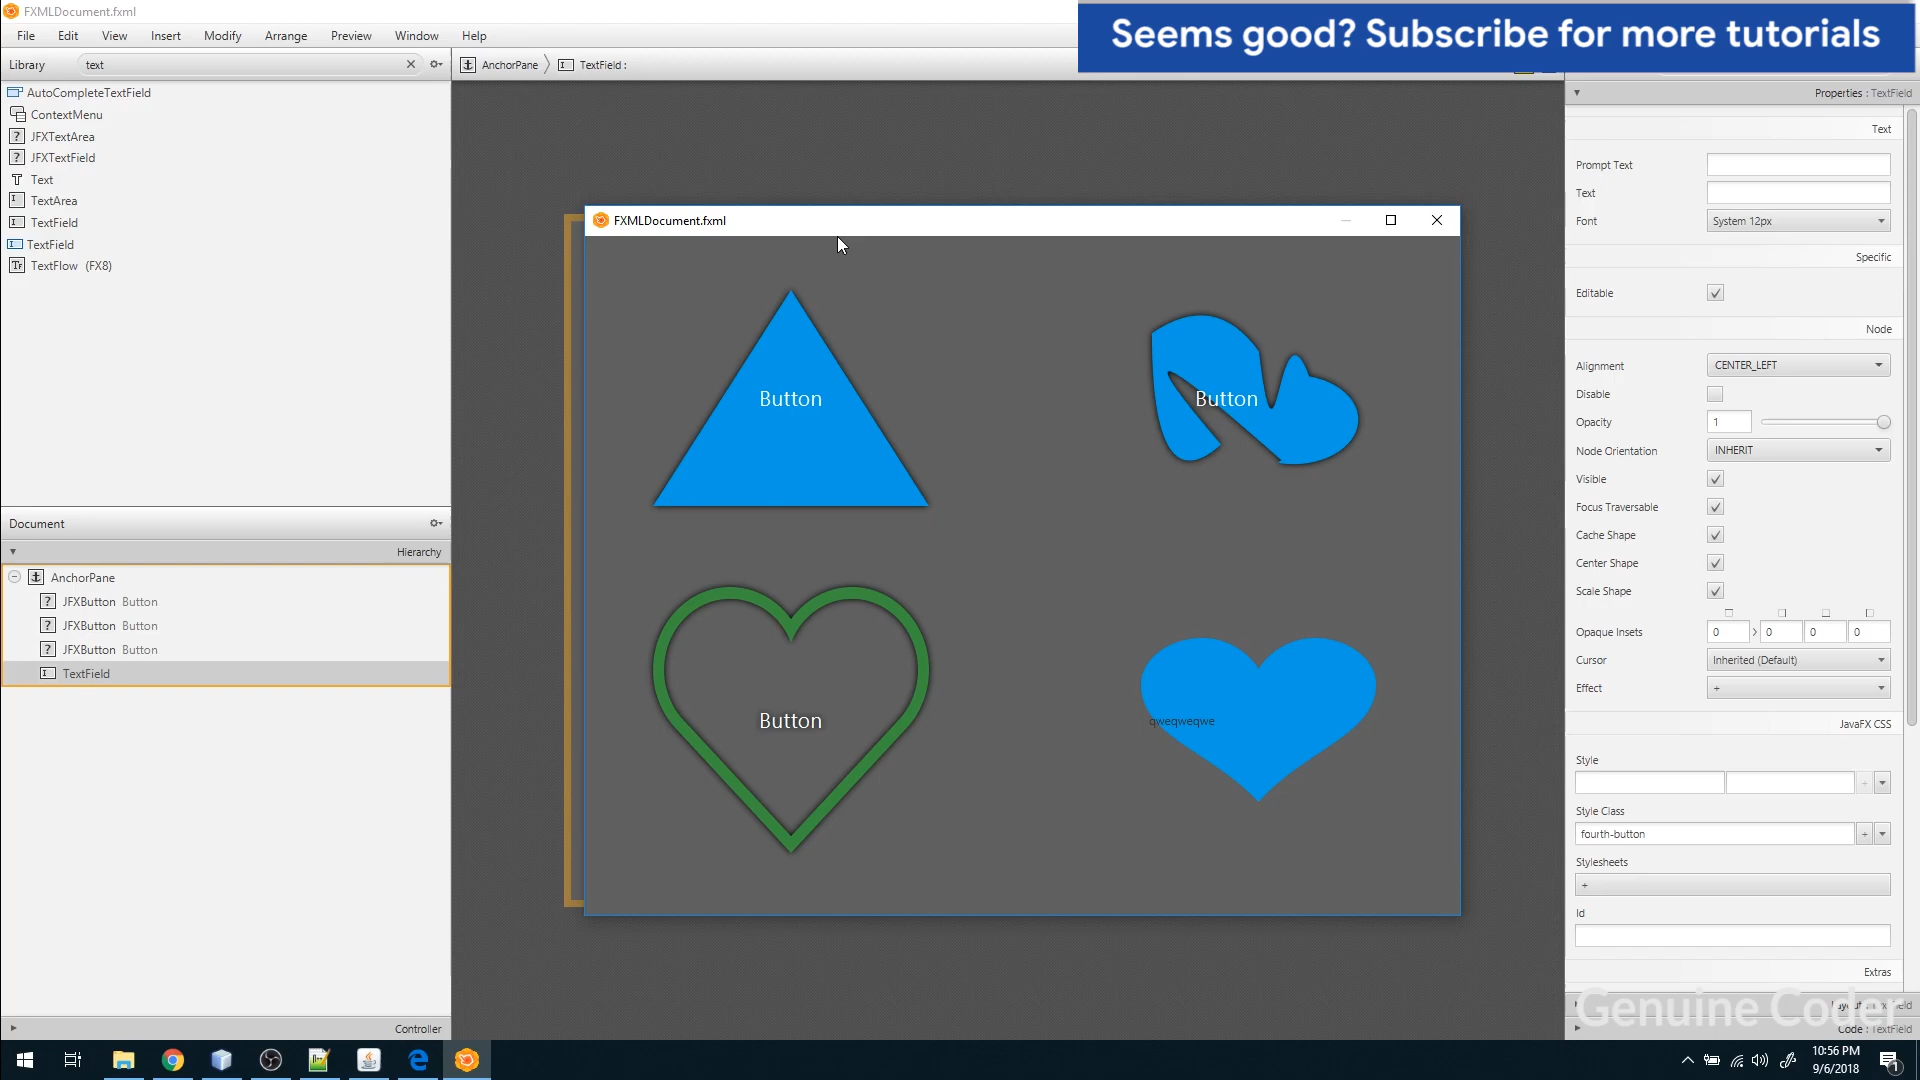 FXMLDocument.fxml
Seems good? Subscribe for more tutorials
File Edit View Insert Modify Arrange Preview Window Help
Library text
AnchorPane TextField :
AutoCompleteTextField
ContextMenu
JFXTextArea
JFXTextField
Text
TextArea
TextField
TextField
TextFlow (FX8)
Document
Hierarchy
AnchorPane
JFXButton Button
JFXButton Button
JFXButton Button
TextField
Controller
FXMLDocument.fxml
Button
Button
Button
qweqweqwe
Properties : TextField
Text
Prompt Text
Text
Font System 12px
Specific
Editable
Node
Alignment CENTER_LEFT
Disable
Opacity 1
Node Orientation INHERIT
Visible
Focus Traversable
Cache Shape
Center Shape
Scale Shape
Opaque Insets 0 0 0 0
Cursor Inherited (Default)
Effect +
JavaFX CSS
Style
Style Class
fourth-button
Stylesheets
+
Id
Extras
Genuine Coder
Code : TextField
10:56 PM
9/6/2018
1